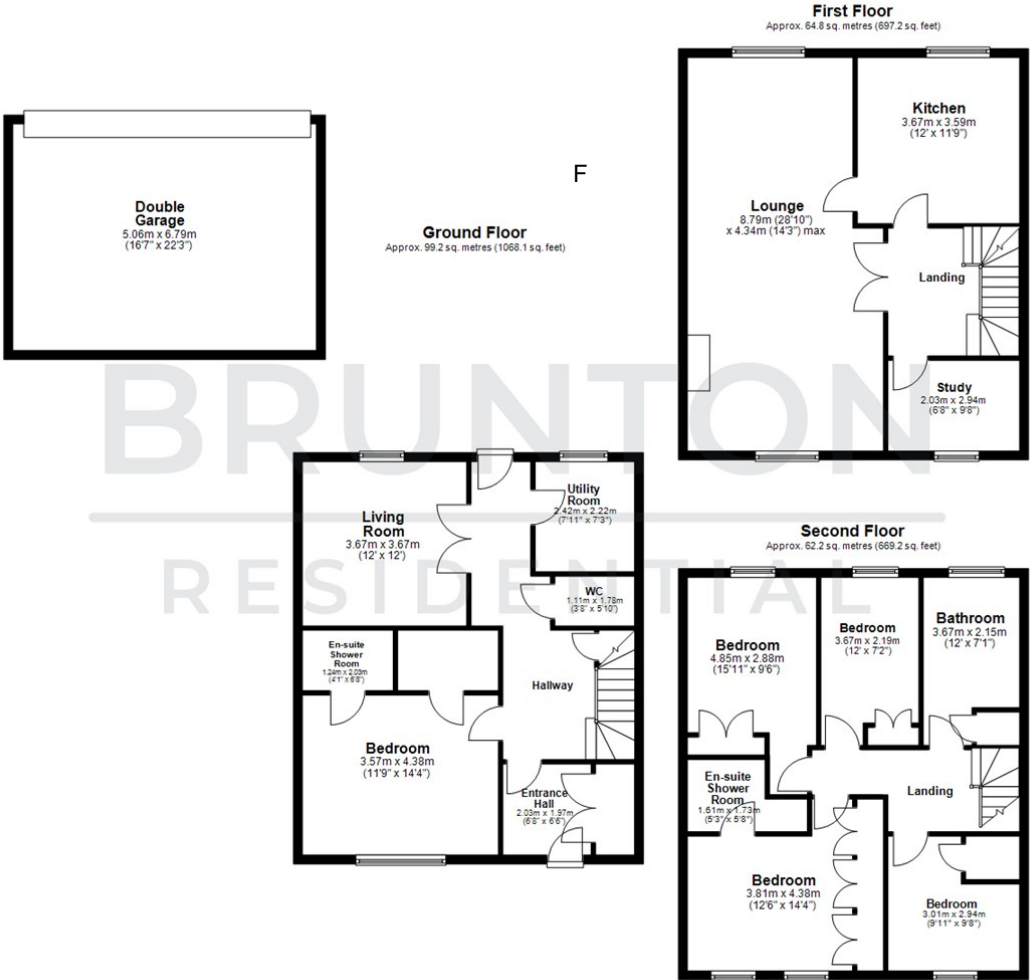 First Floor
Approx. 64.8 sq. metres (697.2 sq. feet)
Kitchen
3.67m x 3.59m
(12' x 11'9")
Lounge
8.79m (28'10")
x 4.34m (14'3") max
Landing
Study
2.03m x 2.94m
(6'8" x 9'8")
Double
Garage
5.06m x 6.79m
(16'7" x 22'3")
F
Ground Floor
Approx. 99.2 sq. metres (1068.1 sq. feet)
BRUNTON
RESIDENTIAL
Living
Room
3.67m x 3.67m
(12' x 12')
Utility
Room
2.42m x 2.22m
(7'11" x 7'3")
WC
1.11m x 1.78m
(3'8" x 5'10")
En-suite
Shower
Room
1.24m x 2.03m
(4'1" x 6'8")
Hallway
Bedroom
3.57m x 4.38m
(11'9" x 14'4")
Entrance
Hall
2.03m x 1.97m
(6'8" x 6'6")
Second Floor
Approx. 62.2 sq. metres (669.2 sq. feet)
Bedroom
4.85m x 2.88m
(15'11" x 9'6")
Bedroom
3.67m x 2.19m
(12' x 7'2")
Bathroom
3.67m x 2.15m
(12' x 7'1")
En-suite
Shower
Room
1.61m x 1.73m
(5'3" x 5'8")
Landing
Bedroom
3.81m x 4.38m
(12'6" x 14'4")
Bedroom
3.01m x 2.94m
(9'11" x 9'8")